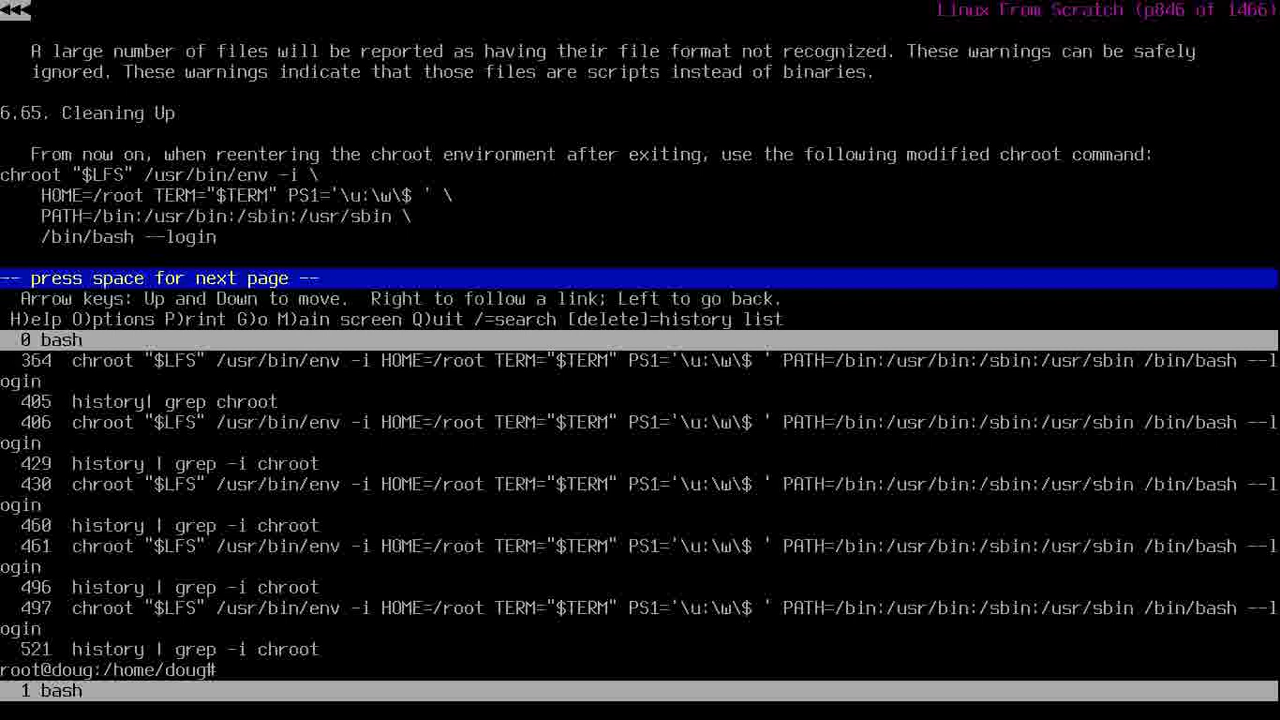 <<<
Linux From Scratch (p846 of 1466)
A large number of files will be reported as having their file format not recognized. These warnings can be safely
ignored. These warnings indicate that those files are scripts instead of binaries.
6.65. Cleaning Up
From now on, when reentering the chroot environment after exiting, use the following modified chroot command:
chroot "$LFS" /usr/bin/env -i \
HOME=/root TERM="$TERM" PS1='\u:\w\$ ' \
PATH=/bin:/usr/bin:/sbin:/usr/sbin \
/bin/bash --login
-- press space for next page --
Arrow keys: Up and Down to move.  Right to follow a link; Left to go back.
H)elp O)ptions P)rint G)o M)ain screen Q)uit /=search [delete]=history list
0 bash
364  chroot "$LFS" /usr/bin/env -i HOME=/root TERM="$TERM" PS1='\u:\w\$ ' PATH=/bin:/usr/bin:/sbin:/usr/sbin /bin/bash --l
ogin
405  history| grep chroot
406  chroot "$LFS" /usr/bin/env -i HOME=/root TERM="$TERM" PS1='\u:\w\$ ' PATH=/bin:/usr/bin:/sbin:/usr/sbin /bin/bash --l
ogin
429  history | grep -i chroot
430  chroot "$LFS" /usr/bin/env -i HOME=/root TERM="$TERM" PS1='\u:\w\$ ' PATH=/bin:/usr/bin:/sbin:/usr/sbin /bin/bash --l
ogin
460  history | grep -i chroot
461  chroot "$LFS" /usr/bin/env -i HOME=/root TERM="$TERM" PS1='\u:\w\$ ' PATH=/bin:/usr/bin:/sbin:/usr/sbin /bin/bash --l
ogin
496  history | grep -i chroot
497  chroot "$LFS" /usr/bin/env -i HOME=/root TERM="$TERM" PS1='\u:\w\$ ' PATH=/bin:/usr/bin:/sbin:/usr/sbin /bin/bash --l
ogin
521  history | grep -i chroot
root@doug:/home/doug#
1 bash